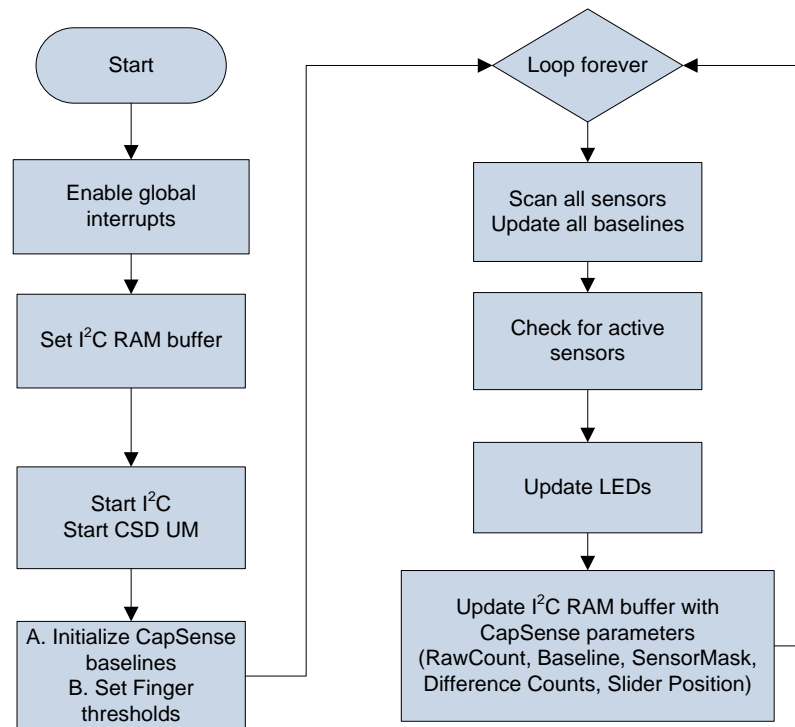 Start
Enable global
interrupts
Set I²C RAM buffer
Start I²C
Start CSD UM
A. Initialize CapSense
baselines
B. Set Finger
thresholds
Loop forever
Scan all sensors
Update all baselines
Check for active
sensors
Update LEDs
Update I²C RAM buffer with
CapSense parameters
(RawCount, Baseline, SensorMask,
Difference Counts, Slider Position)